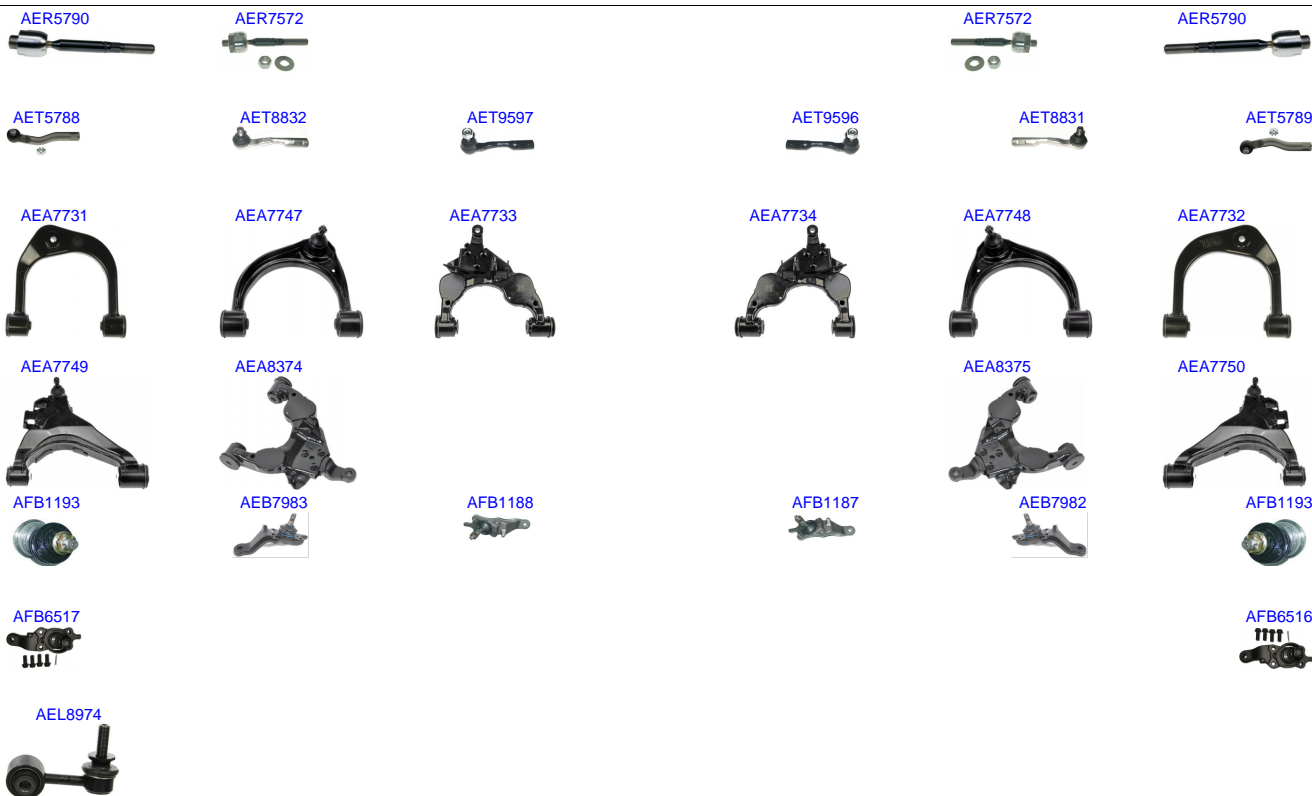 AER5790 AER7572 AER7572 AER5790
AET5788 AET8832 AET9597 AET9596 AET8831 AET5789
AEA7731 AEA7747 AEA7733 AEA7734 AEA7748 AEA7732
AEA7749 AEA8374 AEA8375 AEA7750
AFB1193 AEB7983 AFB1188 AFB1187 AEB7982 AFB1193
AFB6517 AFB6516
AEL8974